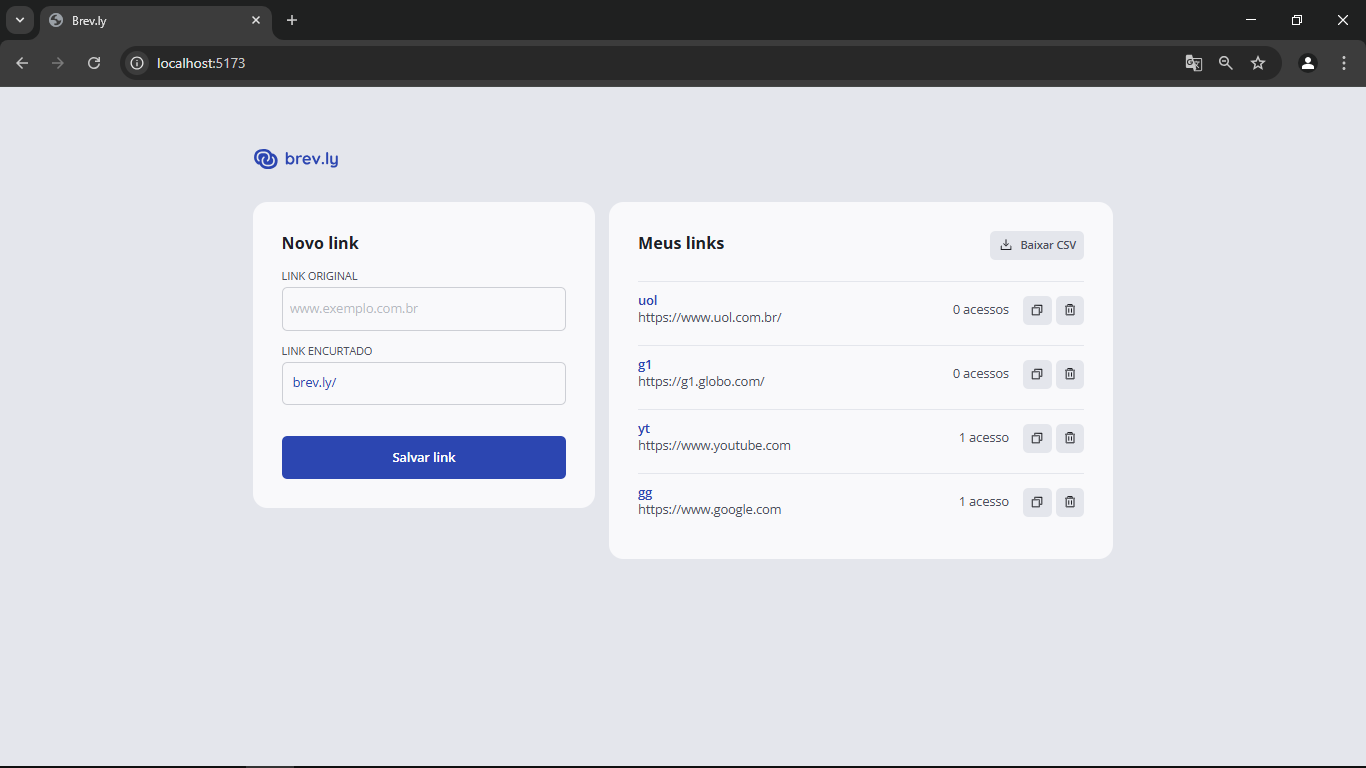 Brev.ly
localhost:5173
brev.ly
Novo link
LINK ORIGINAL
www.exemplo.com.br
LINK ENCURTADO
brev.ly/
Salvar link
Meus links
Baixar CSV
uol
https://www.uol.com.br/
0 acessos
g1
https://g1.globo.com/
0 acessos
yt
https://www.youtube.com
1 acesso
gg
https://www.google.com
1 acesso